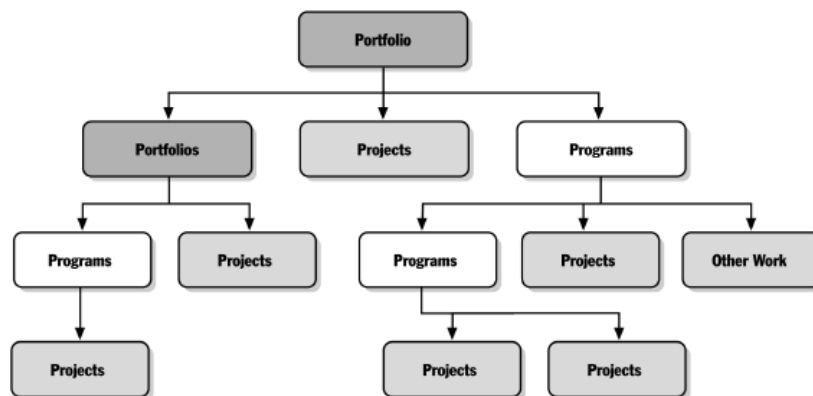 Portfolio
Portfolios
Projects
Programs
Programs
Projects
Programs
Projects
Other Work
Projects
Projects
Projects